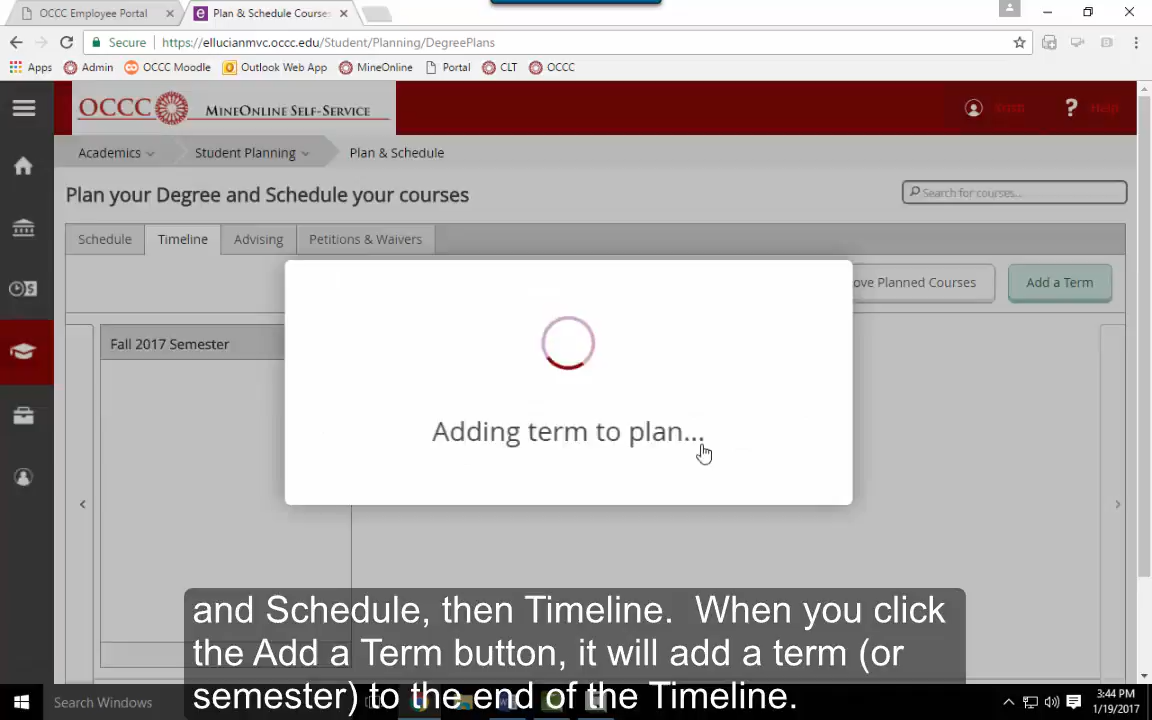 OCCC Employee Portal
Plan & Schedule Course
Secure
https://ellucianmvc.occc.edu/Student/Planning/DegreePlans
Apps
Admin
OCCC Moodle
Outlook Web App
MineOnline
Portal
CLT
OCCC
OCCC MineOnline Self-Service
Help
Academics
Student Planning
Plan & Schedule
Plan your Degree and Schedule your courses
Search for courses...
Schedule
Timeline
Advising
Petitions & Waivers
ove Planned Courses
Add a Term
Fall 2017 Semester
Adding term to plan...
and Schedule, then Timeline. When you click
the Add a Term button, it will add a term (or
semester) to the end of the Timeline.
Search Windows
3:44 PM
1/19/2017